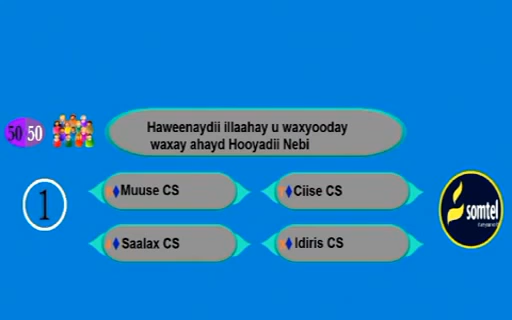 Haweenaydii illaahay u waxyooday
waxay ahayd Hooyadii Nebi
50 50
1
Muuse CS
Ciise CS
Saalax CS
Idiris CS
somtel